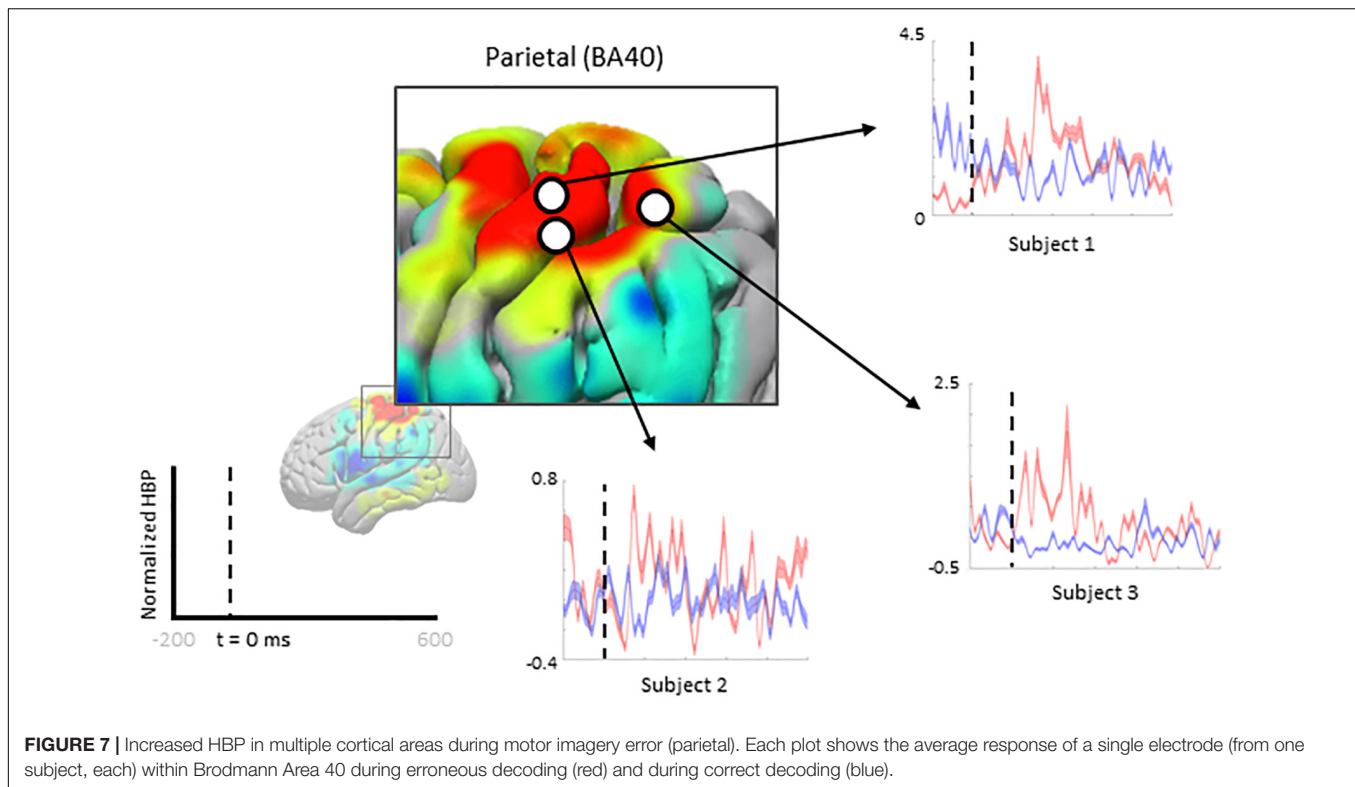 Parietal (BA40)
4.5
0
Subject 1
2.5
-0.5
Subject 3
Normalized HBP
-200
t = 0 ms
600
0.8
-0.4
Subject 2
FIGURE 7 | Increased HBP in multiple cortical areas during motor imagery error (parietal). Each plot shows the average response of a single electrode (from one
subject, each) within Brodmann Area 40 during erroneous decoding (red) and during correct decoding (blue).